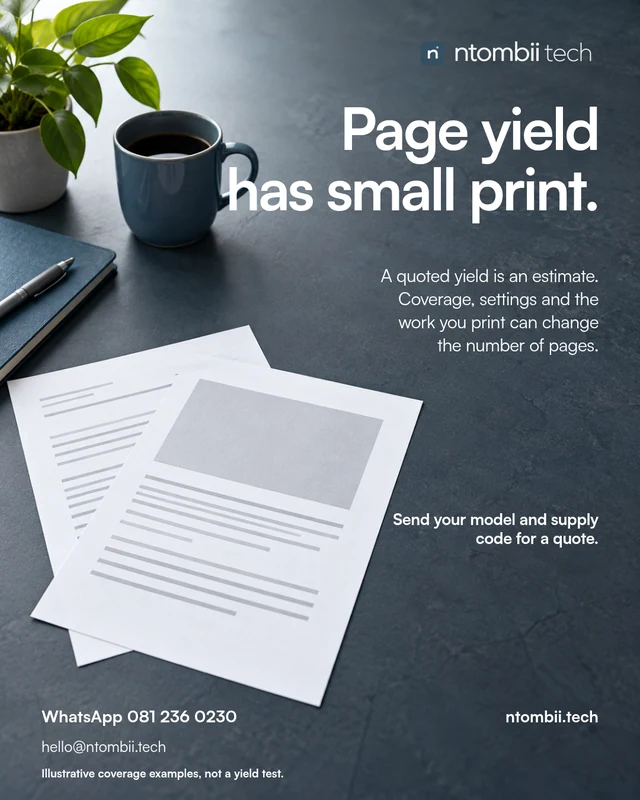 n ntombii tech
Page yield
has small print.
A quoted yield is an estimate.
Coverage, settings and the
work you print can change
the number of pages.
Send your model and supply
code for a quote.
WhatsApp 081 236 0230
ntombii.tech
hello@ntombii.tech
Illustrative coverage examples, not a yield test.